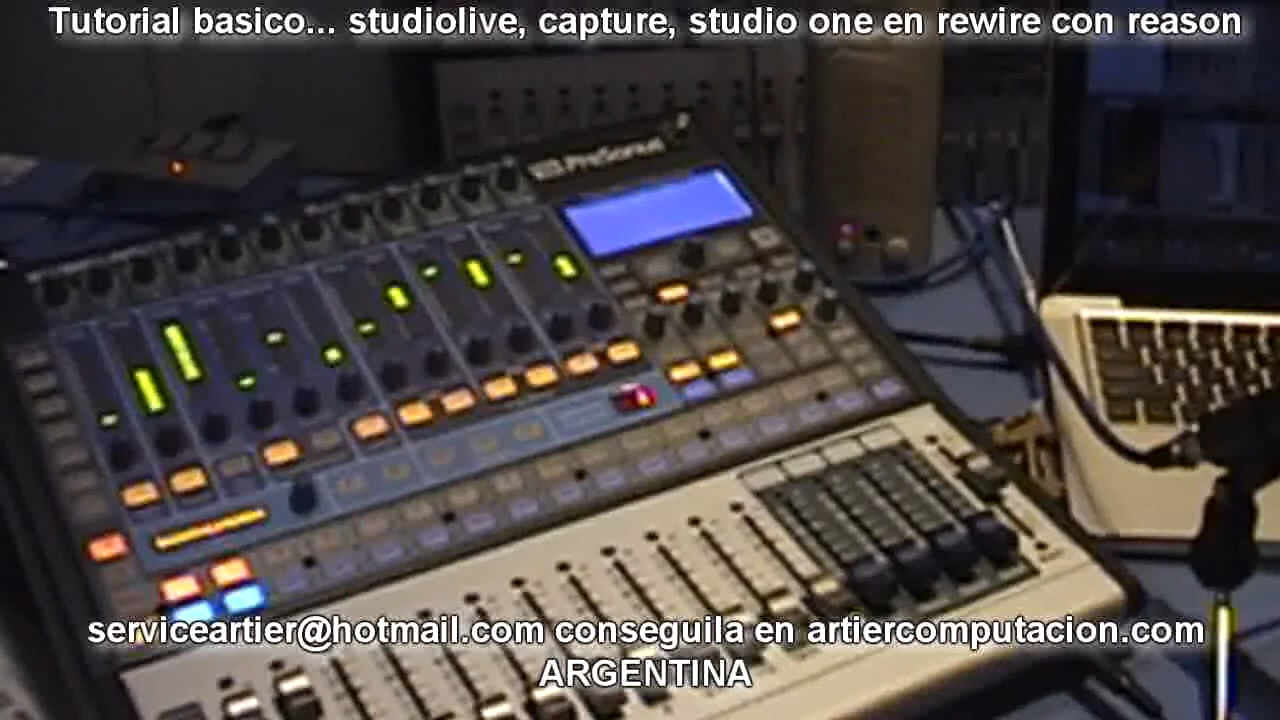 Tutorial basico... studiolive, capture, studio one en rewire con reason
PreSonus
serviceartier@hotmail.com conseguila en artiercomputacion.com
ARGENTINA